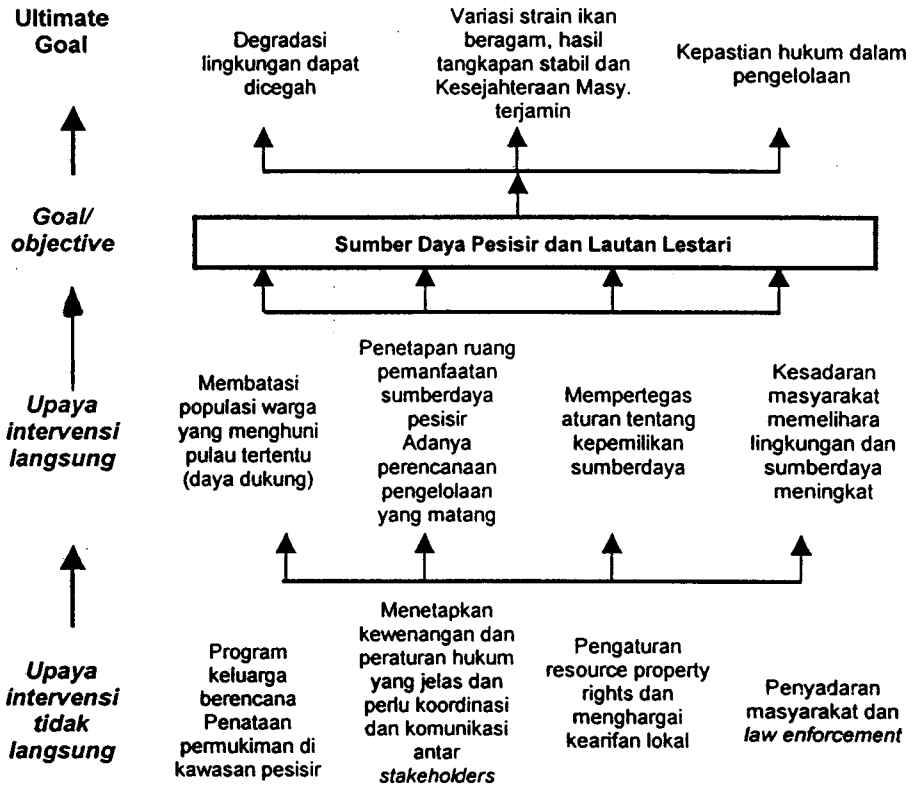 Ultimate
Goal
Degradasi
lingkungan dapat
dicegah
Variasi strain ikan
beragam, hasil
tangkapan stabil dan
Kesejahteraan Masy.
terjamin
Kepastian hukum dalam
pengelolaan
Goal/
objective
Sumber Daya Pesisir dan Lautan Lestari
Upaya
intervensi
langsung
Membatasi
populasi warga
yang menghuni
pulau tertentu
(daya dukung)
Penetapan ruang
pemanfaatan
sumberdaya
pesisir
Adanya
perencanaan
pengelolaan
yang matang
Mempertegas
aturan tentang
kepemilikan
sumberdaya
Kesadaran
masyarakat
memelihara
lingkungan dan
sumberdaya
meningkat
Upaya
intervensi
tidak
langsung
Program
keluarga
berencana
Penataan
permukiman di
kawasan pesisir
Menetapkan
kewenangan dan
peraturan hukum
yang jelas dan
perlu koordinasi
dan komunikasi
antar
stakeholders
Pengaturan
resource property
rights dan
menghargai
kearifan lokal
Penyadaran
masyarakat dan
law enforcement